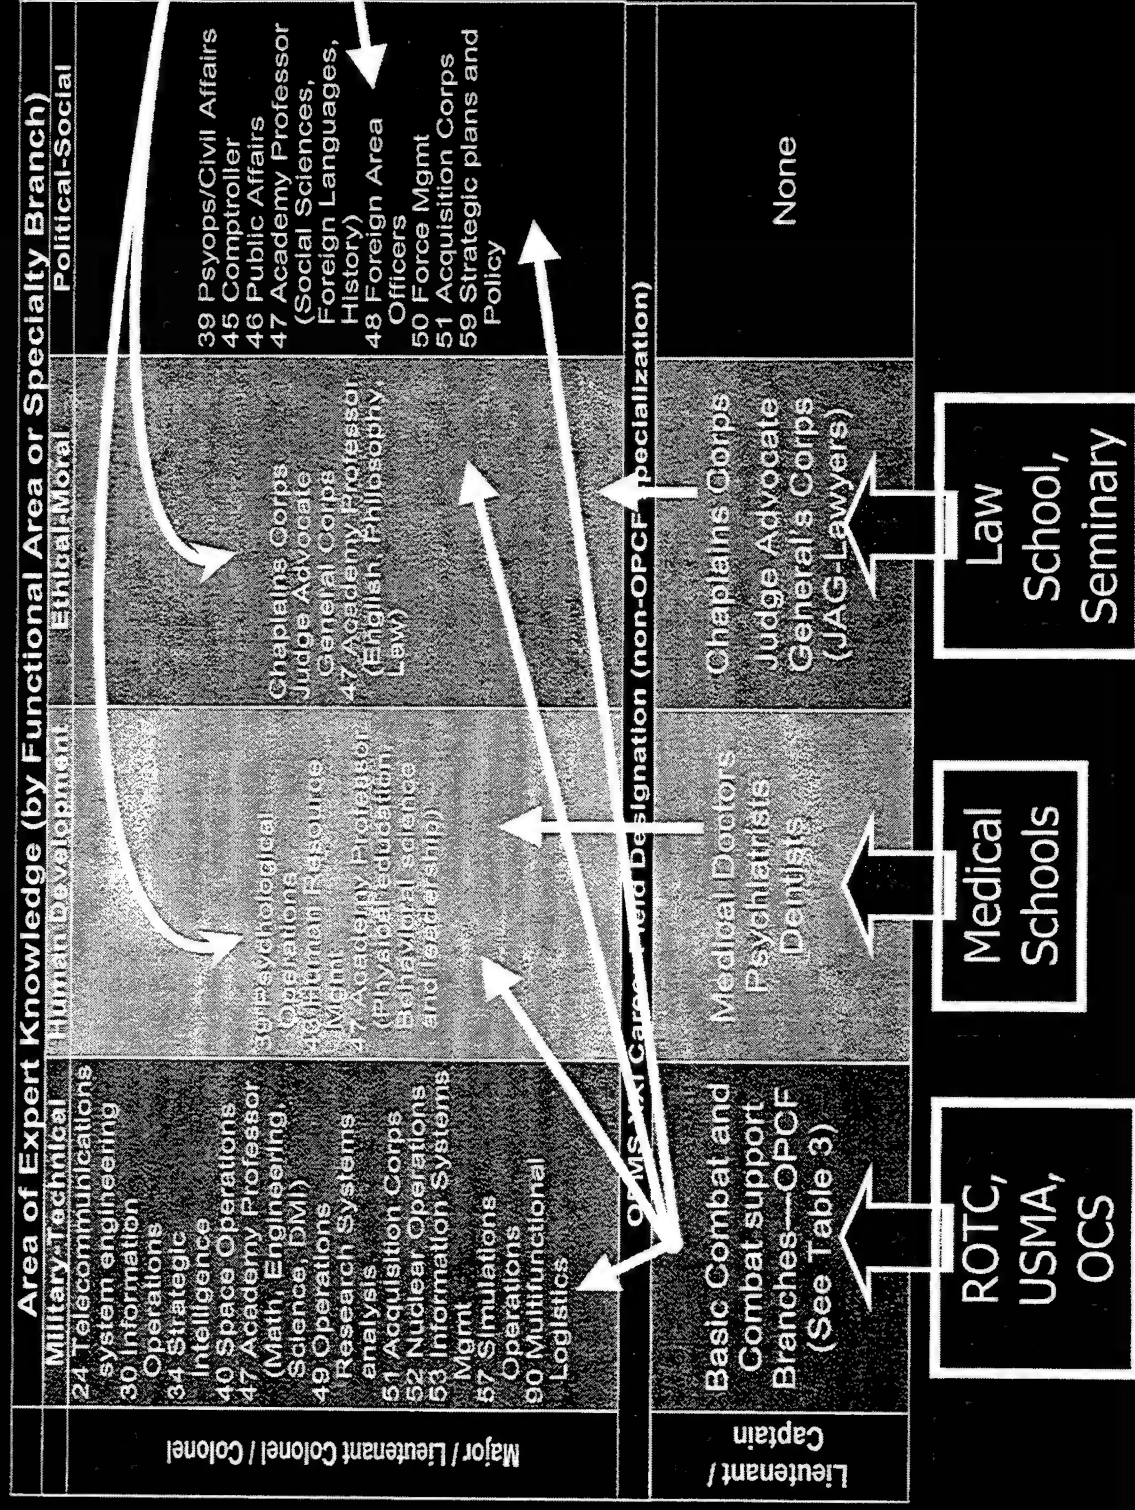 Area of Expert Knowledge (by Functional Area or Specialty Branch)
Military-Technical
Human Development
Ethical-Moral
Political-Social
Major / Lieutenant Colonel / Colonel
24 Telecommunications
system engineering
30 Information
Operations
34 Strategic
Intelligence
40 Space Operations
47 Academy Professor
(Math, Engineering,
Science, DMI)
49 Operations
Research Systems
analysis
51 Acquisition Corps
52 Nuclear Operations
53 Information Systems
Mgmt
57 Simulations
Operations
90 Multifunctional
Logistics
39 Psychological
Operations
43 Human Resource
Mgmt
47 Academy Professor
(Physical education,
Behavioral science
and leadership)
Chaplains Corps
Judge Advocate
General Corps
47 Academy Professor
(English, Philosophy,
Law)
39 Psyops/Civil Affairs
45 Comptroller
46 Public Affairs
47 Academy Professor
(Social Sciences,
Foreign Languages,
History)
48 Foreign Area
Officers
50 Force Mgmt
51 Acquisition Corps
59 Strategic plans and
Policy
OPMS XXI Career Field Designation (non-OPCF specialization)
Lieutenant /
Captain
Basic Combat and
Combat support
Branches—OPCF
(See Table 3)
Medical Doctors
Psychiatrists
Dentists
Chaplains Corps
Judge Advocate
General's Corps
(JAG-Lawyers)
None
ROTC,
USMA,
OCS
Medical
Schools
Law
School,
Seminary